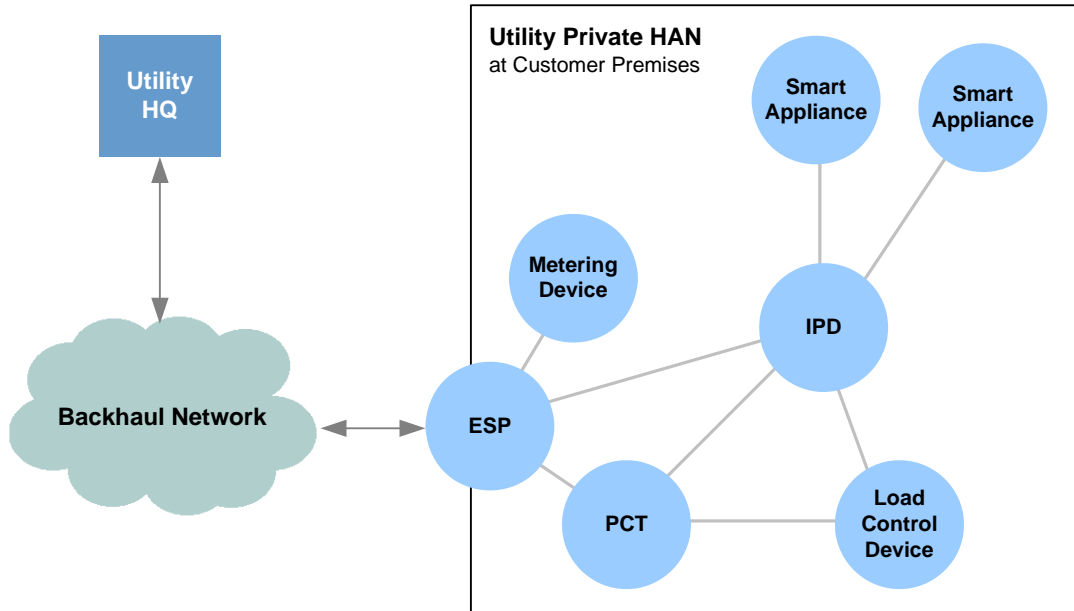 Utility
HQ
Utility Private HAN
at Customer Premises
Smart
Appliance
Smart
Appliance
Metering
Device
IPD
Backhaul Network
ESP
PCT
Load
Control
Device